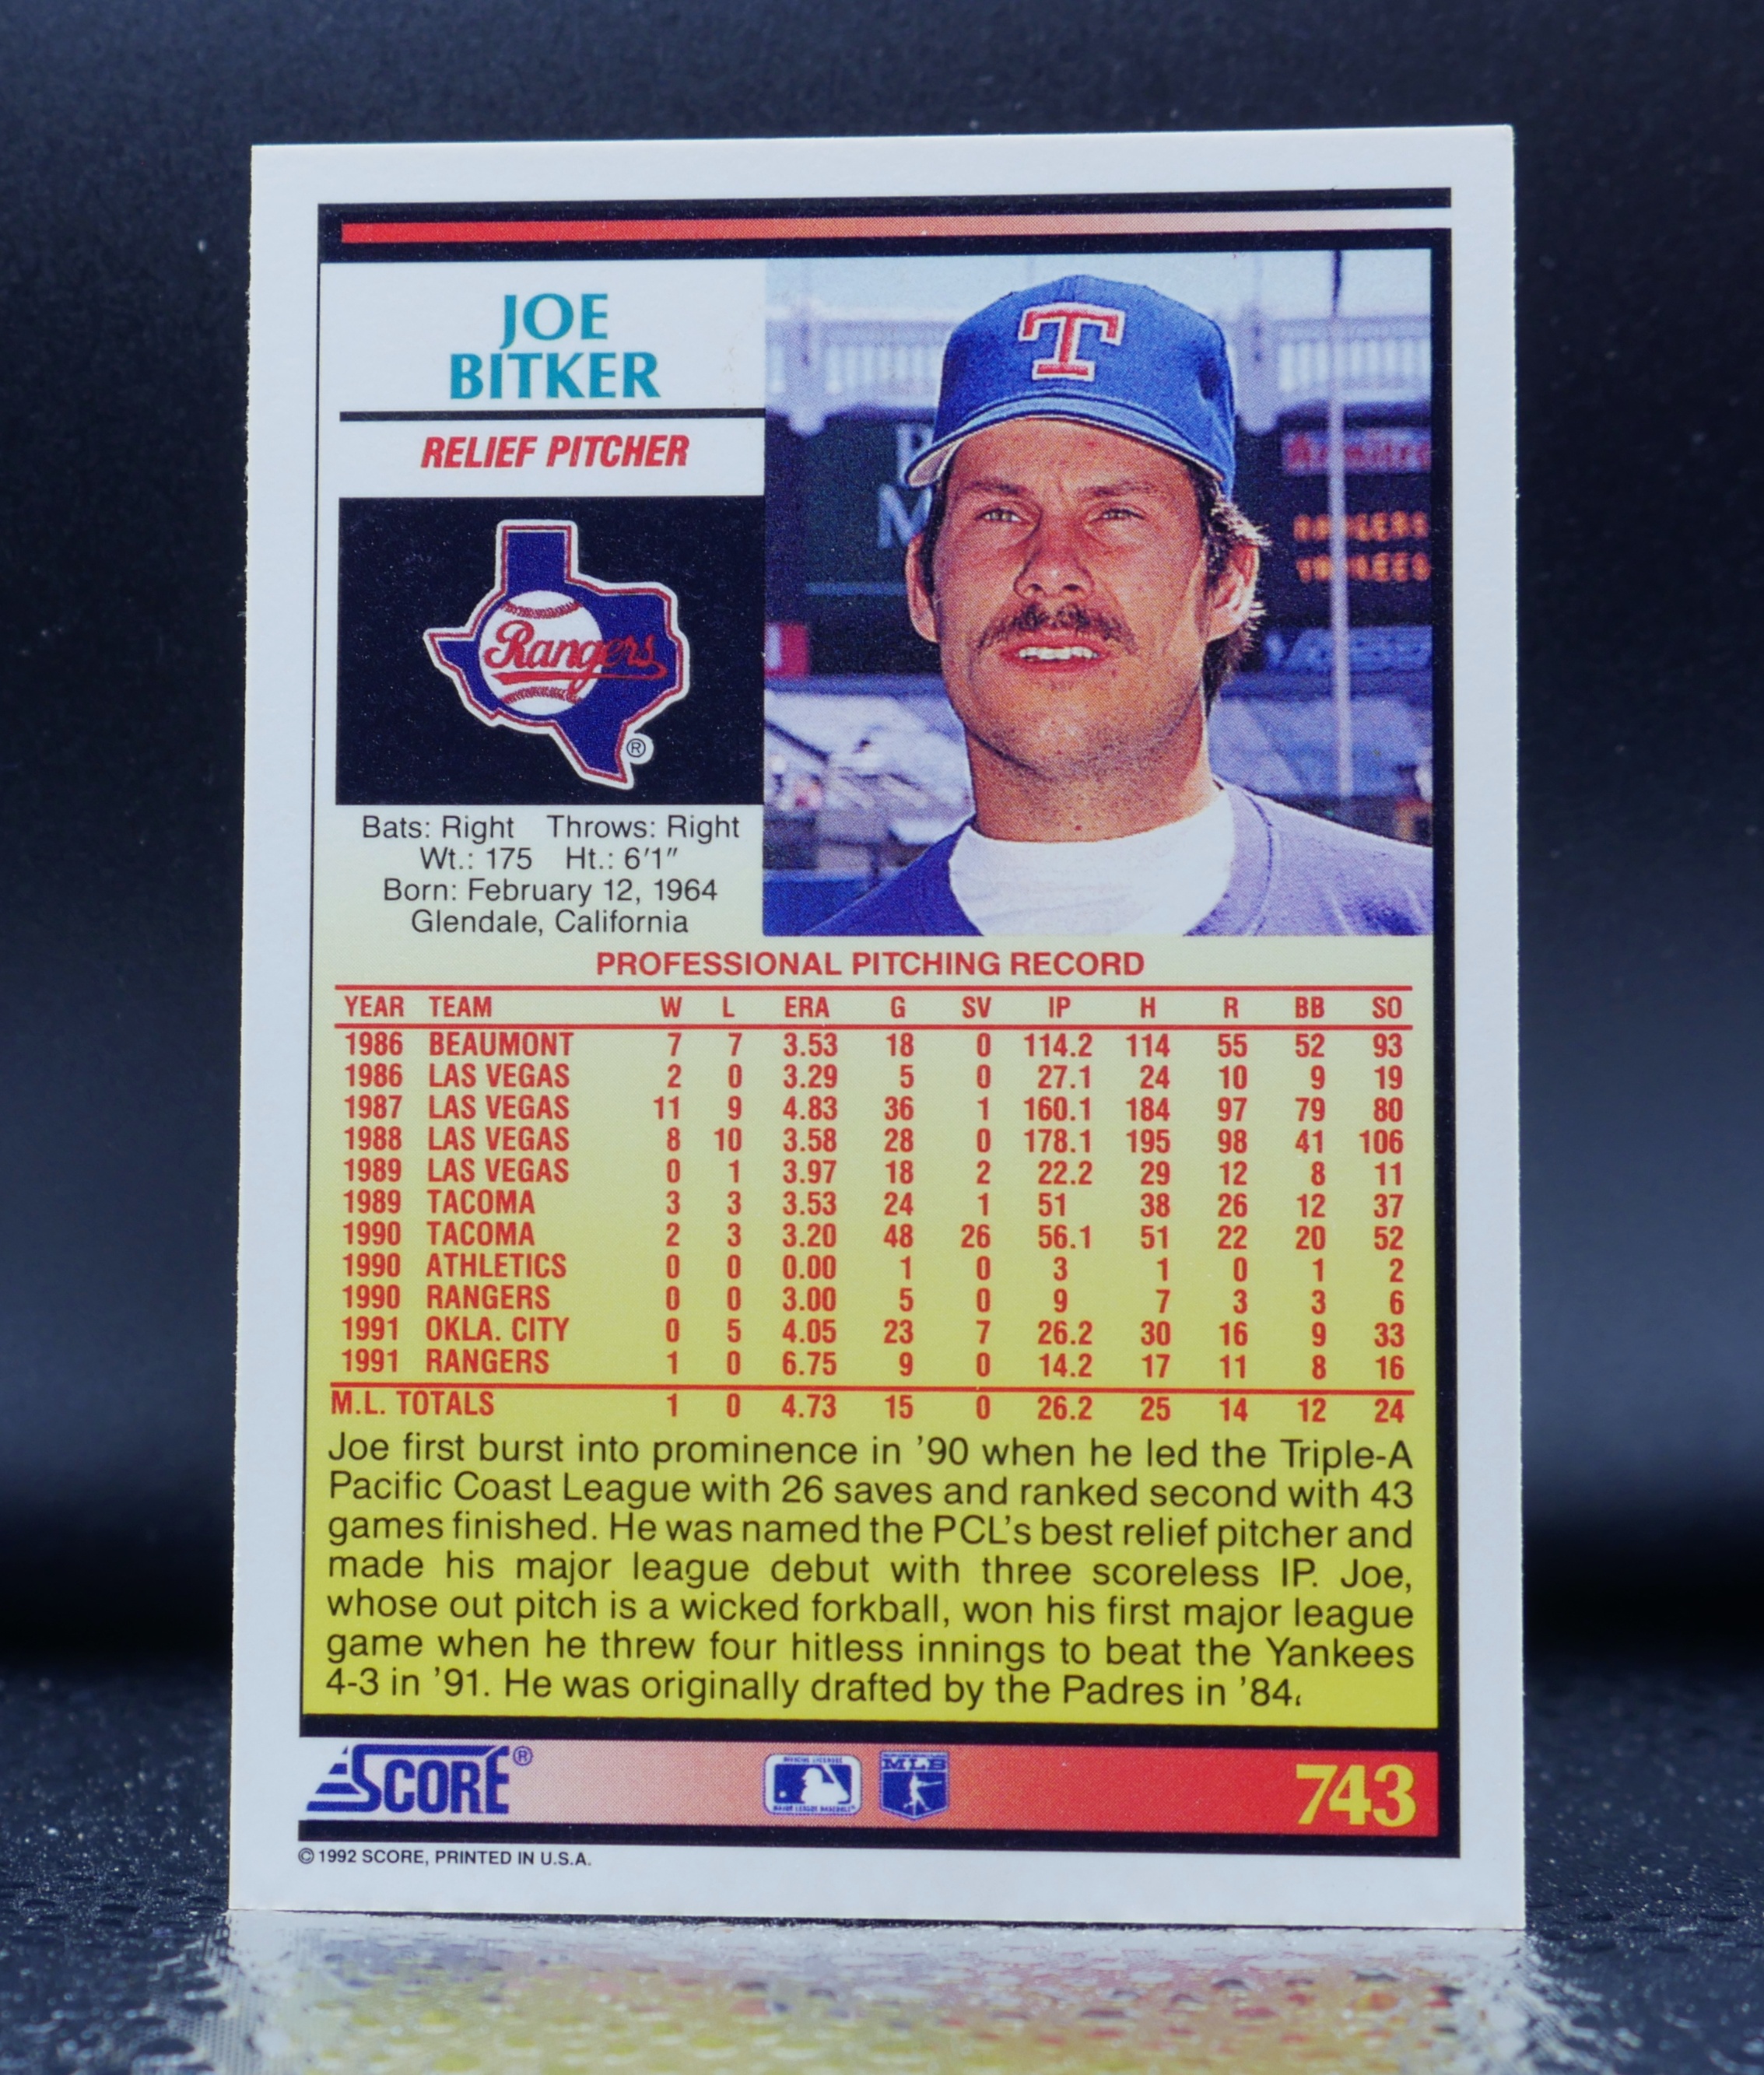 JOE
BITKER
RELIEF PITCHER
T
Rangers
®
RANGERS
YANKEES
Bats: Right Throws: Right
Wt.: 175 Ht.: 6'1"
Born: February 12, 1964
Glendale, California
PROFESSIONAL PITCHING RECORD
YEAR TEAM W L ERA G SV IP H R BB SO
1986 BEAUMONT 7 7 3.53 18 0 114.2 114 55 52 93
1986 LAS VEGAS 2 0 3.29 5 0 27.1 24 10 9 19
1987 LAS VEGAS 11 9 4.83 36 1 160.1 184 97 79 80
1988 LAS VEGAS 8 10 3.58 28 0 178.1 195 98 41 106
1989 LAS VEGAS 0 1 3.97 18 2 22.2 29 12 8 11
1989 TACOMA 3 3 3.53 24 1 51 38 26 12 37
1990 TACOMA 2 3 3.20 48 26 56.1 51 22 20 52
1990 ATHLETICS 0 0 0.00 1 0 3 1 0 1 2
1990 RANGERS 0 0 3.00 5 0 9 7 3 3 6
1991 OKLA. CITY 0 5 4.05 23 7 26.2 30 16 9 33
1991 RANGERS 1 0 6.75 9 0 14.2 17 11 8 16
M.L. TOTALS 1 0 4.73 15 0 26.2 25 14 12 24
Joe first burst into prominence in '90 when he led the Triple-A
Pacific Coast League with 26 saves and ranked second with 43
games finished. He was named the PCL's best relief pitcher and
made his major league debut with three scoreless IP. Joe,
whose out pitch is a wicked forkball, won his first major league
game when he threw four hitless innings to beat the Yankees
4-3 in '91. He was originally drafted by the Padres in '84.
SCORE® MLB 743
© 1992 SCORE, PRINTED IN U.S.A.